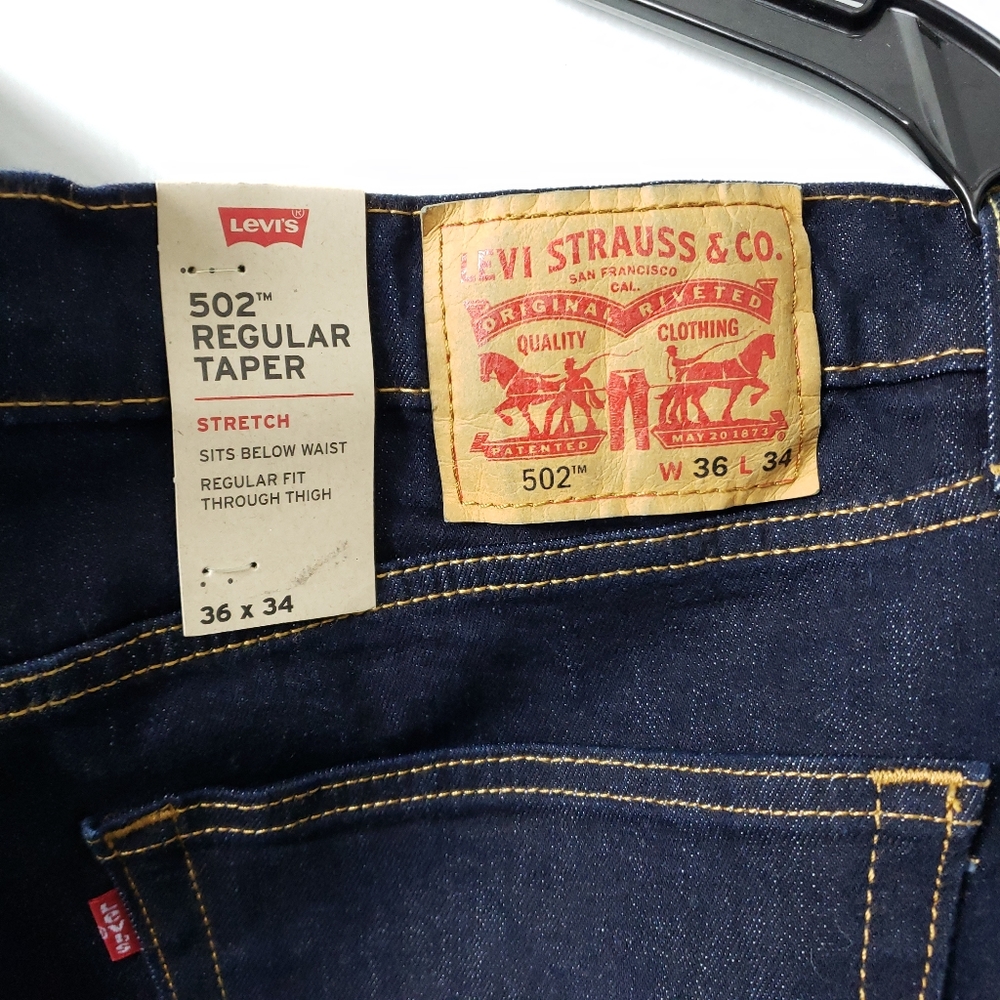 LEVI'S®
502™
REGULAR
TAPER
STRETCH
SITS BELOW WAIST
REGULAR FIT
THROUGH THIGH
36 x 34
LEVI STRAUSS & CO.
SAN FRANCISCO
CAL.
ORIGINAL RIVETED
QUALITY CLOTHING
PATENTED MAY 20 1873
502™ W 36 L 34
Levi's